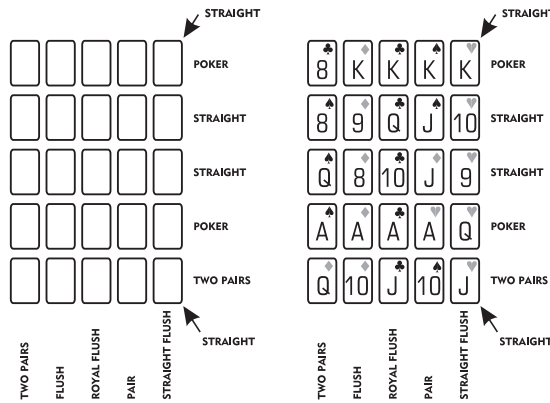 STRAIGHT
POKER
STRAIGHT
STRAIGHT
POKER
TWO PAIRS
STRAIGHT
TWO PAIRS
FLUSH
ROYAL FLUSH
PAIR
STRAIGHT FLUSH
STRAIGHT
8 K K K K POKER
8 9 Q J 10 STRAIGHT
Q 8 10 J 9 STRAIGHT
A A A A Q POKER
Q 10 J 10 J TWO PAIRS
STRAIGHT
TWO PAIRS
FLUSH
ROYAL FLUSH
PAIR
STRAIGHT FLUSH